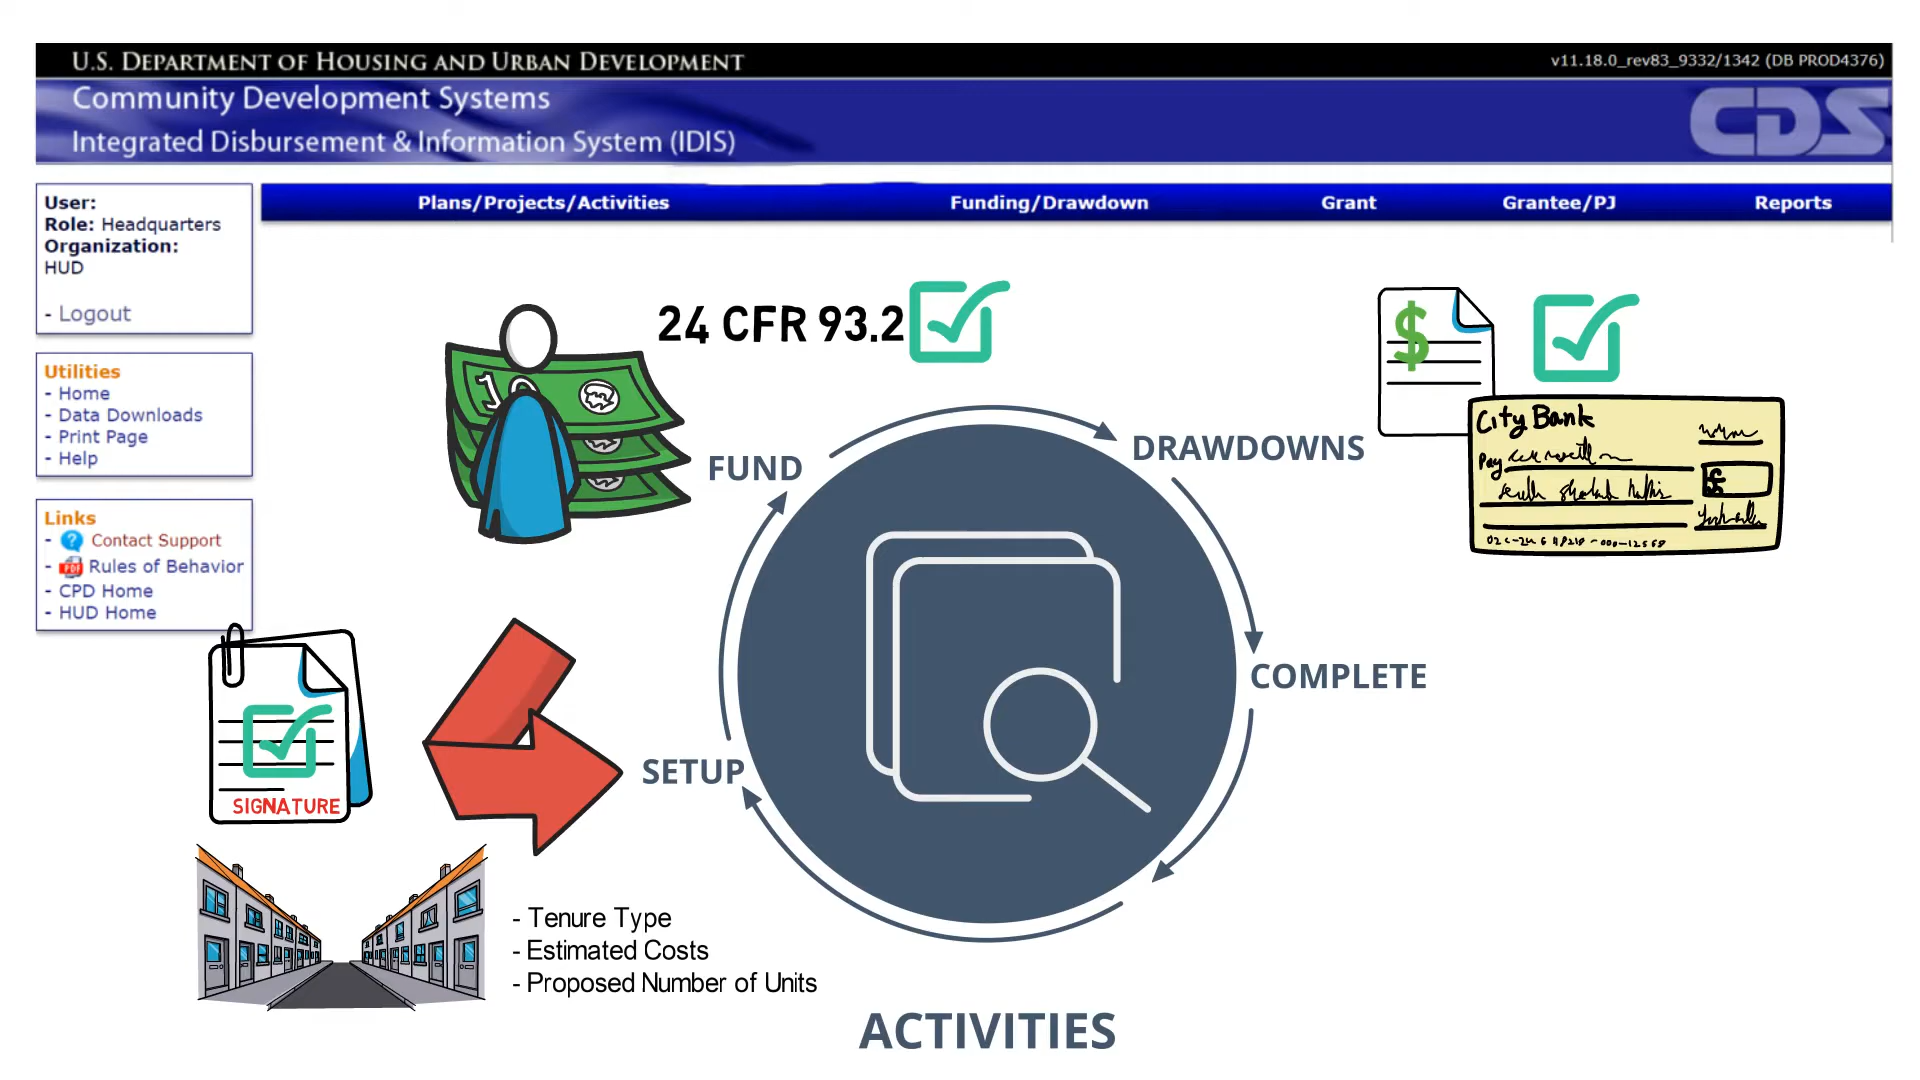 U.S. DEPARTMENT OF HOUSING AND URBAN DEVELOPMENT
v11.18.0_rev83_9332/1342 (DB PROD4376)
Community Development Systems
Integrated Disbursement & Information System (IDIS)
CDS
Plans/Projects/Activities
Funding/Drawdown
Grant
Grantee/PJ
Reports
User:
Role: Headquarters
Organization:
HUD
- Logout
Utilities
- Home
- Data Downloads
- Print Page
- Help
Links
- ? Contact Support
- PDF Rules of Behavior
- CPD Home
- HUD Home
24 CFR 93.2
$
City Bank
Pay
£
FUND
DRAWDOWNS
COMPLETE
SETUP
SIGNATURE
- Tenure Type
- Estimated Costs
- Proposed Number of Units
ACTIVITIES